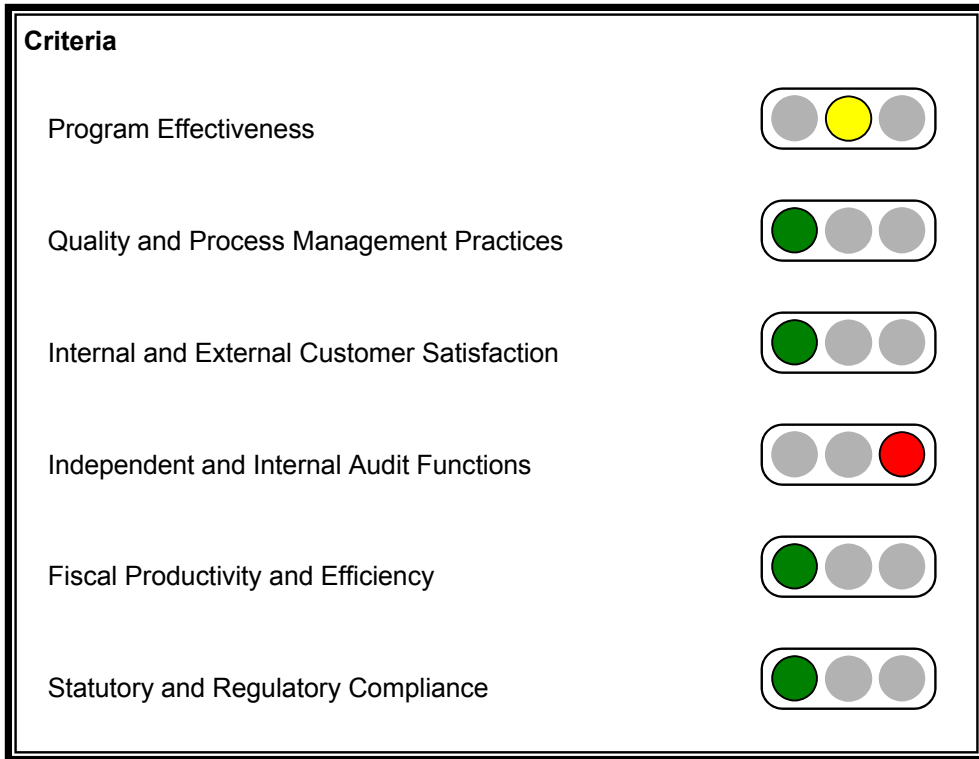 Criteria
Program Effectiveness
Quality and Process Management Practices
Internal and External Customer Satisfaction
Independent and Internal Audit Functions
Fiscal Productivity and Efficiency
Statutory and Regulatory Compliance